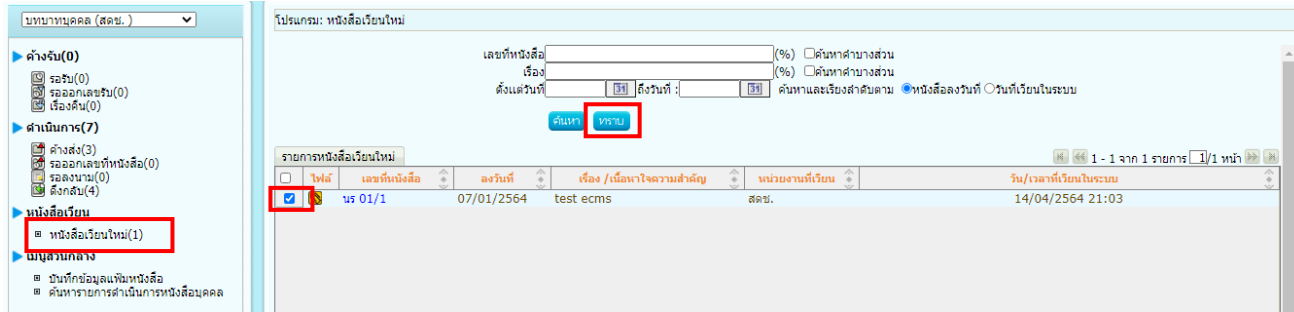 บทบาทบุคคล (สดช. )
ค้างรับ(0)
รอรับ(0)
รอออกเลขรับ(0)
เรื่องคืน(0)
ดำเนินการ(7)
ค้างส่ง(3)
รอออกเลขที่หนังสือ(0)
รอลงนาม(0)
ดึงกลับ(4)
หนังสือเวียน
หนังสือเวียนใหม่(1)
เมนูส่วนกลาง
บันทึกข้อมูลแฟ้มหนังสือ
ค้นหารายการดำเนินการหนังสือบุคคล
โปรแกรม: หนังสือเวียนใหม่
เลขที่หนังสือ (%) ค้นหาคำบางส่วน
เรื่อง (%) ค้นหาคำบางส่วน
ตั้งแต่วันที่ 31 ถึงวันที่ : 31 ค้นหาและเรียงลำดับตาม หนังสือลงวันที่ วันที่เวียนในระบบ
ค้นหา ทราบ
รายการหนังสือเวียนใหม่ 1 - 1 จาก 1 รายการ 1/1 หน้า
ไฟล์ เลขที่หนังสือ ลงวันที่ เรื่อง /เนื้อหาใจความสำคัญ หน่วยงานที่เวียน วัน/เวลาที่เวียนในระบบ
นร 01/1 07/01/2564 test ecms สดช. 14/04/2564 21:03